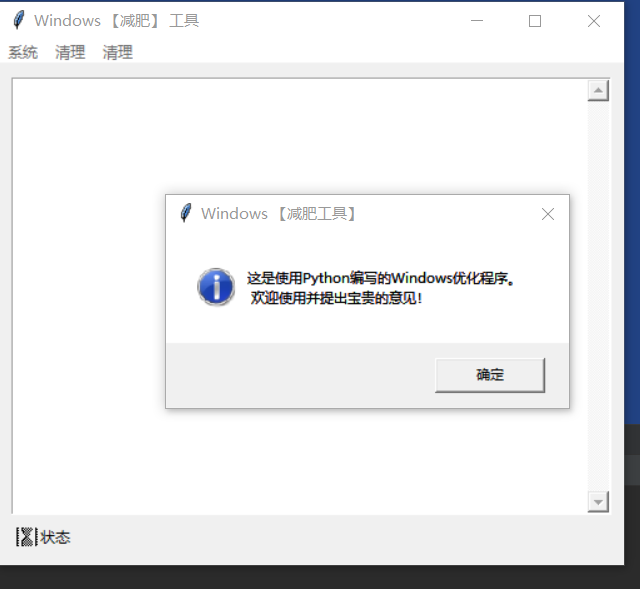 Windows 【减肥】 工具
系统 清理 清理
Windows 【减肥工具】
这是使用Python编写的Windows优化程序。
欢迎使用并提出宝贵的意见!
确定
状态